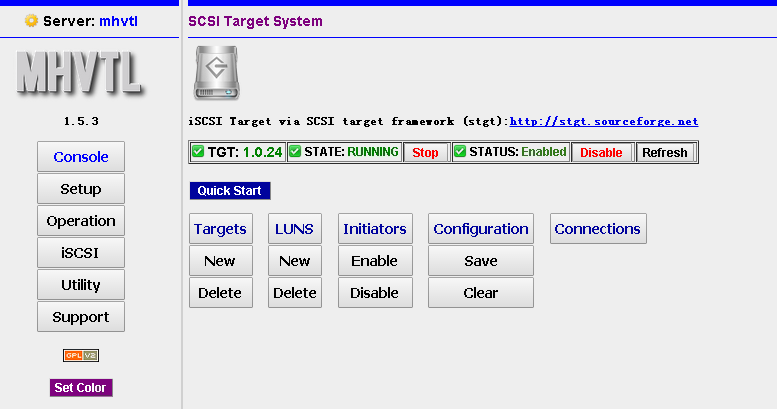 Server: mhvtl
MHVTL
1.5.3
Console
Setup
Operation
iSCSI
Utility
Support
GPL V2
Set Color
SCSI Target System
iSCSI Target via SCSI target framework (stgt):http://stgt.sourceforge.net
TGT: 1.0.24 STATE: RUNNING Stop STATUS: Enabled Disable Refresh
Quick Start
Targets LUNS Initiators Configuration Connections
New New Enable Save
Delete Delete Disable Clear